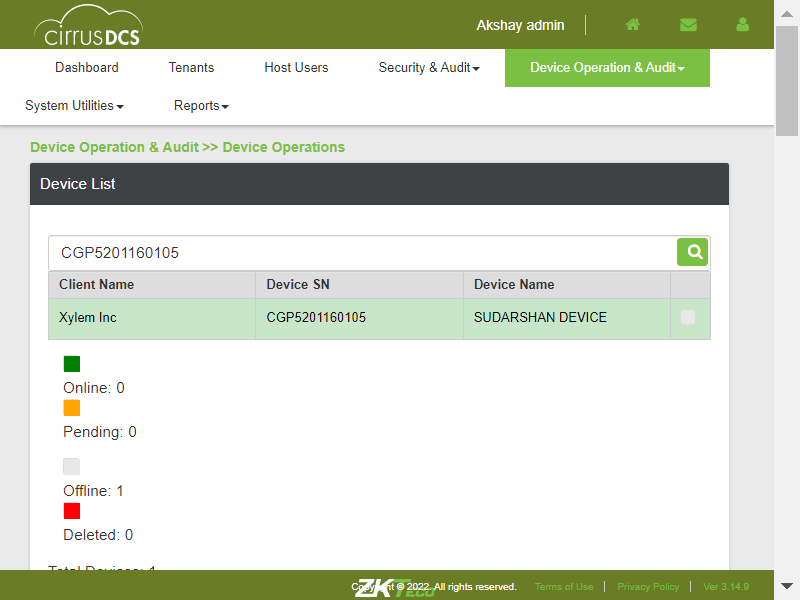 cirrusDCS
Akshay admin
Dashboard Tenants Host Users Security & Audit Device Operation & Audit
System Utilities Reports
Device Operation & Audit >> Device Operations
Device List
CGP5201160105
Client Name Device SN Device Name
Xylem Inc CGP5201160105 SUDARSHAN DEVICE
Online: 0
Pending: 0
Offline: 1
Deleted: 0
Total Devices: 1
ZKTeco
Copyright © 2022. All rights reserved. Terms of Use Privacy Policy Ver 3.14.9